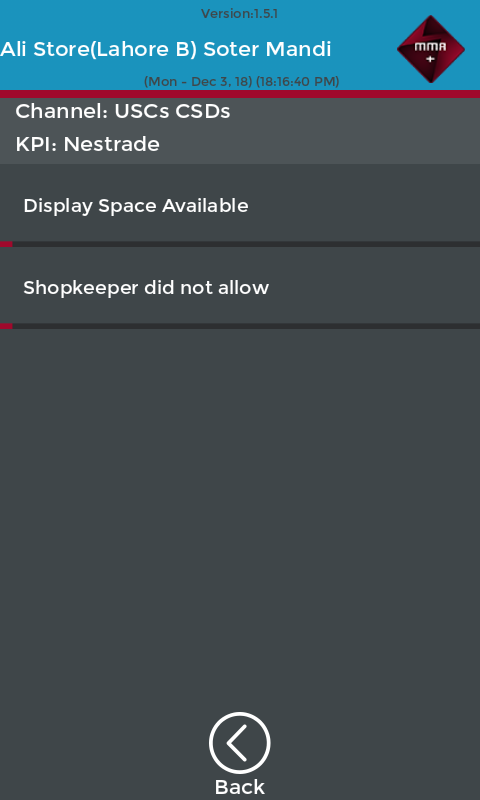 Version:1.5.1
Ali Store(Lahore B) Soter Mandi
MMA
+
(Mon - Dec 3, 18) (18:16:40 PM)
Channel: USCs CSDs
KPI: Nestrade
Display Space Available
Shopkeeper did not allow
Back